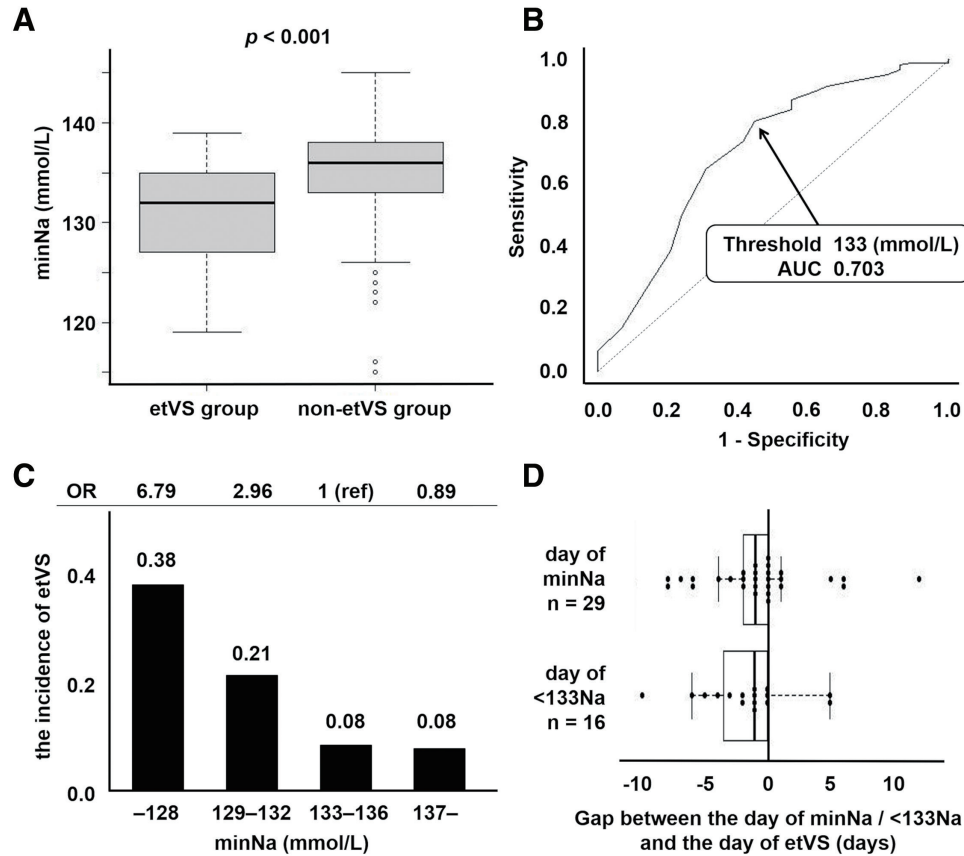 A
p < 0.001
minNa (mmol/L)
140
130
120
etVS group
non-etVS group
B
Sensitivity
1.0
0.8
0.6
0.4
0.2
0.0
Threshold 133 (mmol/L)
AUC 0.703
0.0 0.2 0.4 0.6 0.8 1.0
1 - Specificity
C
OR 6.79 2.96 1 (ref) 0.89
the incidence of etVS
0.4
0.2
0.0
0.38
0.21
0.08
0.08
–128 129–132 133–136 137–
minNa (mmol/L)
D
day of
minNa
n = 29
day of
<133Na
n = 16
-10 -5 0 5 10
Gap between the day of minNa / <133Na
and the day of etVS (days)